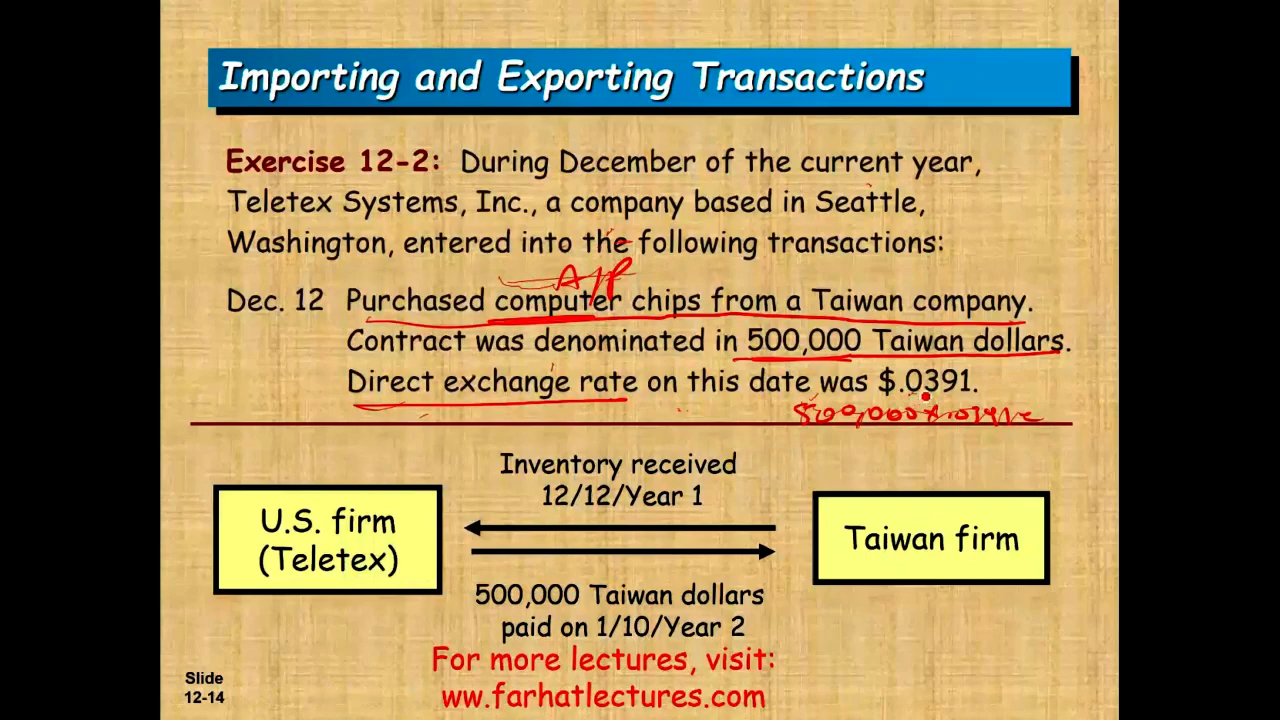 Importing and Exporting Transactions
Exercise 12-2: During December of the current year,
Teletex Systems, Inc., a company based in Seattle,
Washington, entered into the following transactions:
A/P
Dec. 12 Purchased computer chips from a Taiwan company.
Contract was denominated in 500,000 Taiwan dollars.
Direct exchange rate on this date was $.0391.
500,000 x .0391 =
Inventory received
12/12/Year 1
U.S. firm
(Teletex)
Taiwan firm
500,000 Taiwan dollars
paid on 1/10/Year 2
For more lectures, visit:
www.farhatlectures.com
Slide
12-14